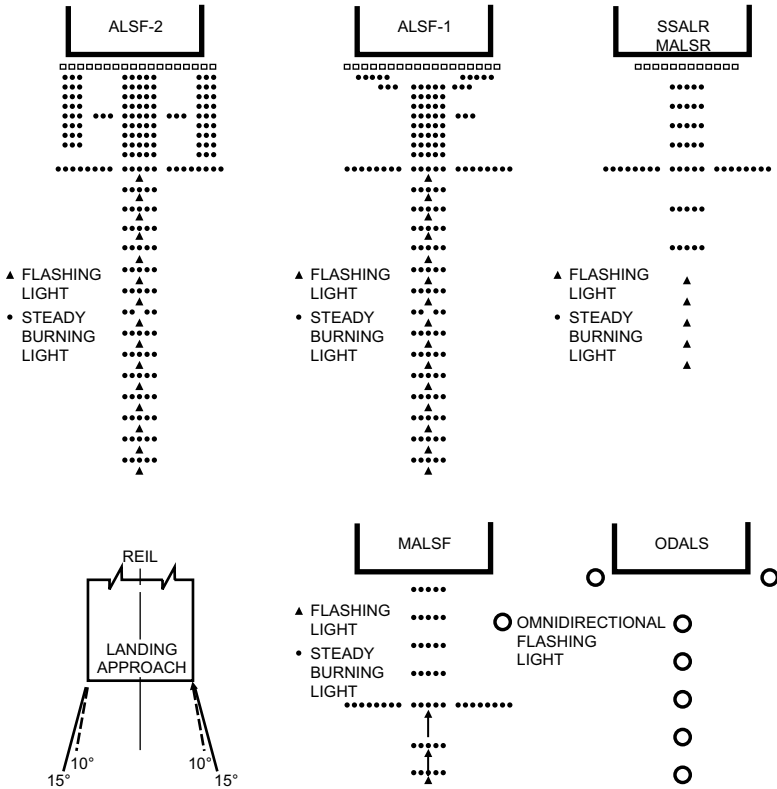 ALSF-2
ALSF-1
SSALR
MALSR
FLASHING
LIGHT
STEADY
BURNING
LIGHT
FLASHING
LIGHT
STEADY
BURNING
LIGHT
FLASHING
LIGHT
STEADY
BURNING
LIGHT
REIL
LANDING
APPROACH
10°
15°
10°
15°
MALSF
FLASHING
LIGHT
STEADY
BURNING
LIGHT
ODALS
OMNIDIRECTIONAL
FLASHING
LIGHT